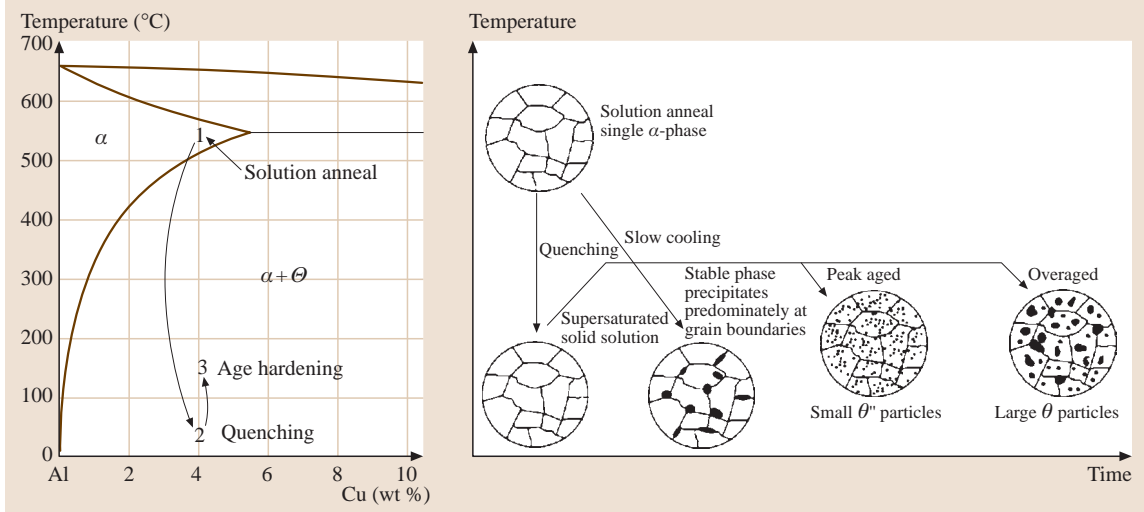 Temperature (°C)
700
600
500
400
300
200
100
0
Al
2
4
6
8
10
Cu (wt %)
α
1
Solution anneal
α + Θ
3 Age hardening
2 Quenching
Temperature
Solution anneal
single α-phase
Quenching
Slow cooling
Supersaturated
solid solution
Stable phase
precipitates
predominately at
grain boundaries
Peak aged
Small θ" particles
Overaged
Large θ particles
Time